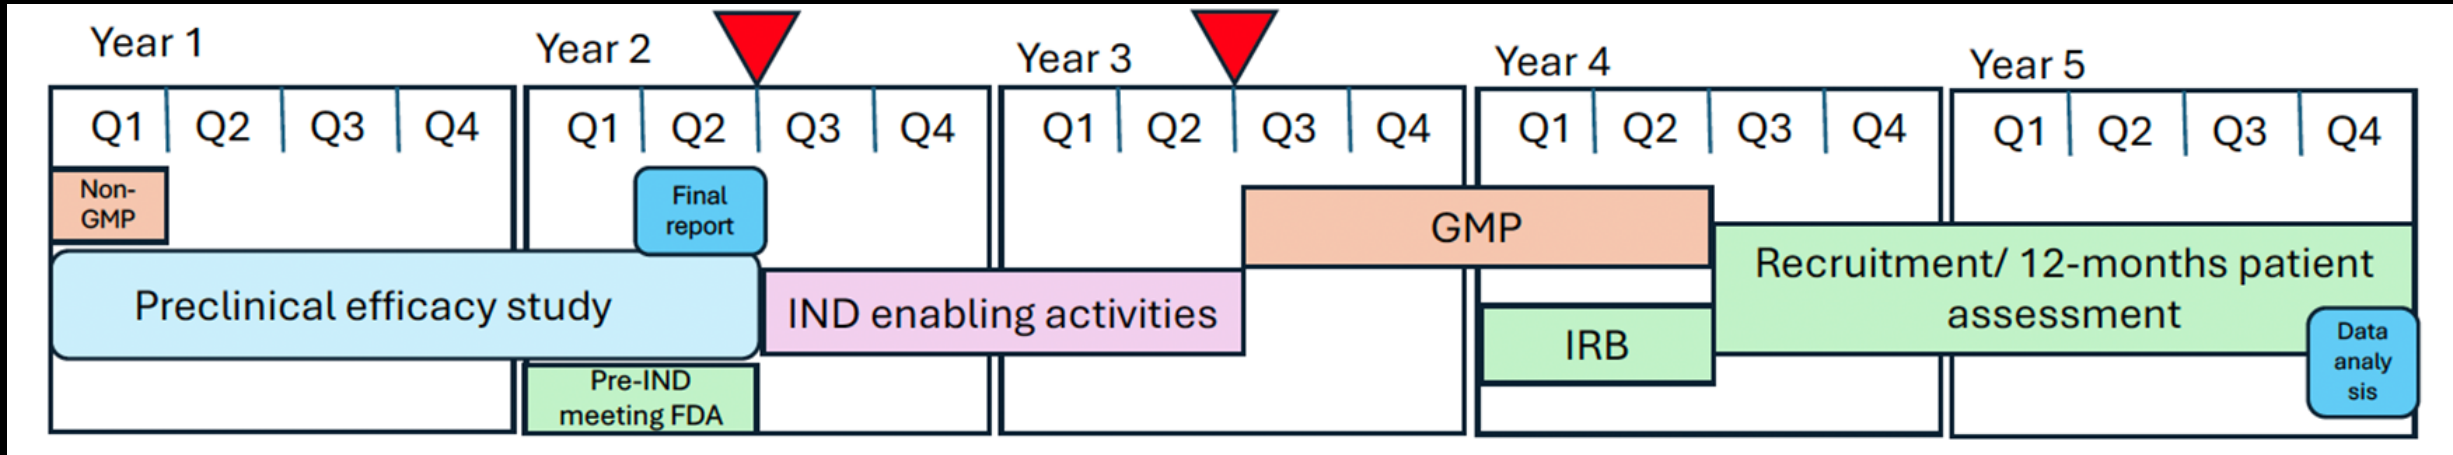 Year 1
Year 2
Year 3
Year 4
Year 5
Q1 Q2 Q3 Q4 Q1 Q2 Q3 Q4 Q1 Q2 Q3 Q4 Q1 Q2 Q3 Q4 Q1 Q2 Q3 Q4
Non-
GMP
Final
report
GMP
Preclinical efficacy study
IND enabling activities
Recruitment/ 12-months patient
assessment
IRB
Pre-IND
meeting FDA
Data
analy
sis